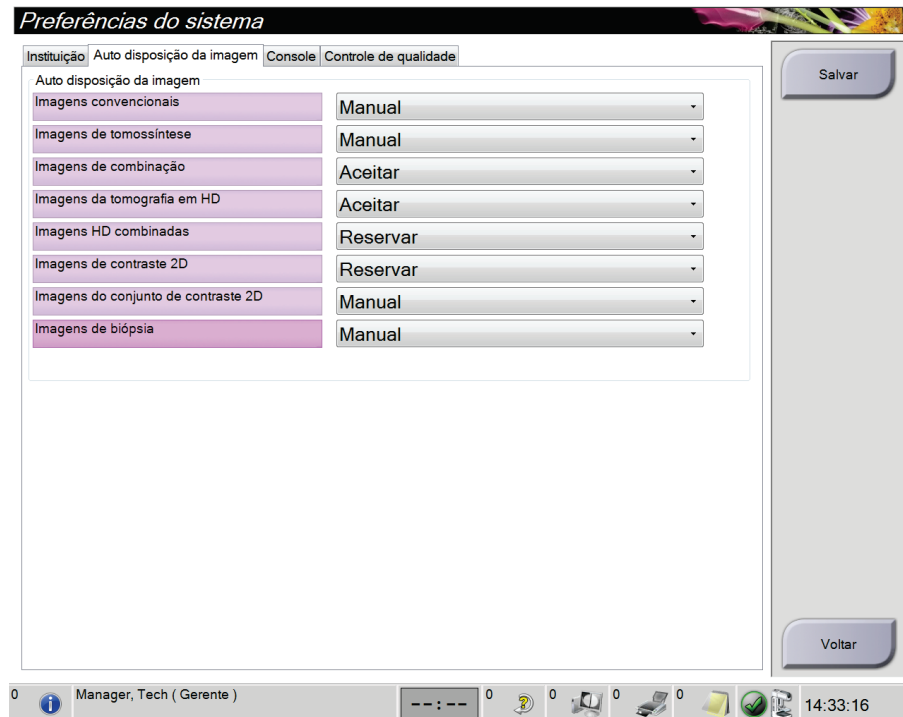 Preferências do sistema
Instituição Auto disposição da imagem Console Controle de qualidade
Salvar
Auto disposição da imagem
Imagens convencionais Manual
Imagens de tomossíntese Manual
Imagens de combinação Aceitar
Imagens da tomografia em HD Aceitar
Imagens HD combinadas Reservar
Imagens de contraste 2D Reservar
Imagens do conjunto de contraste 2D Manual
Imagens de biópsia Manual
Voltar
0 Manager, Tech ( Gerente ) --:-- 0 0 0 0 14:33:16